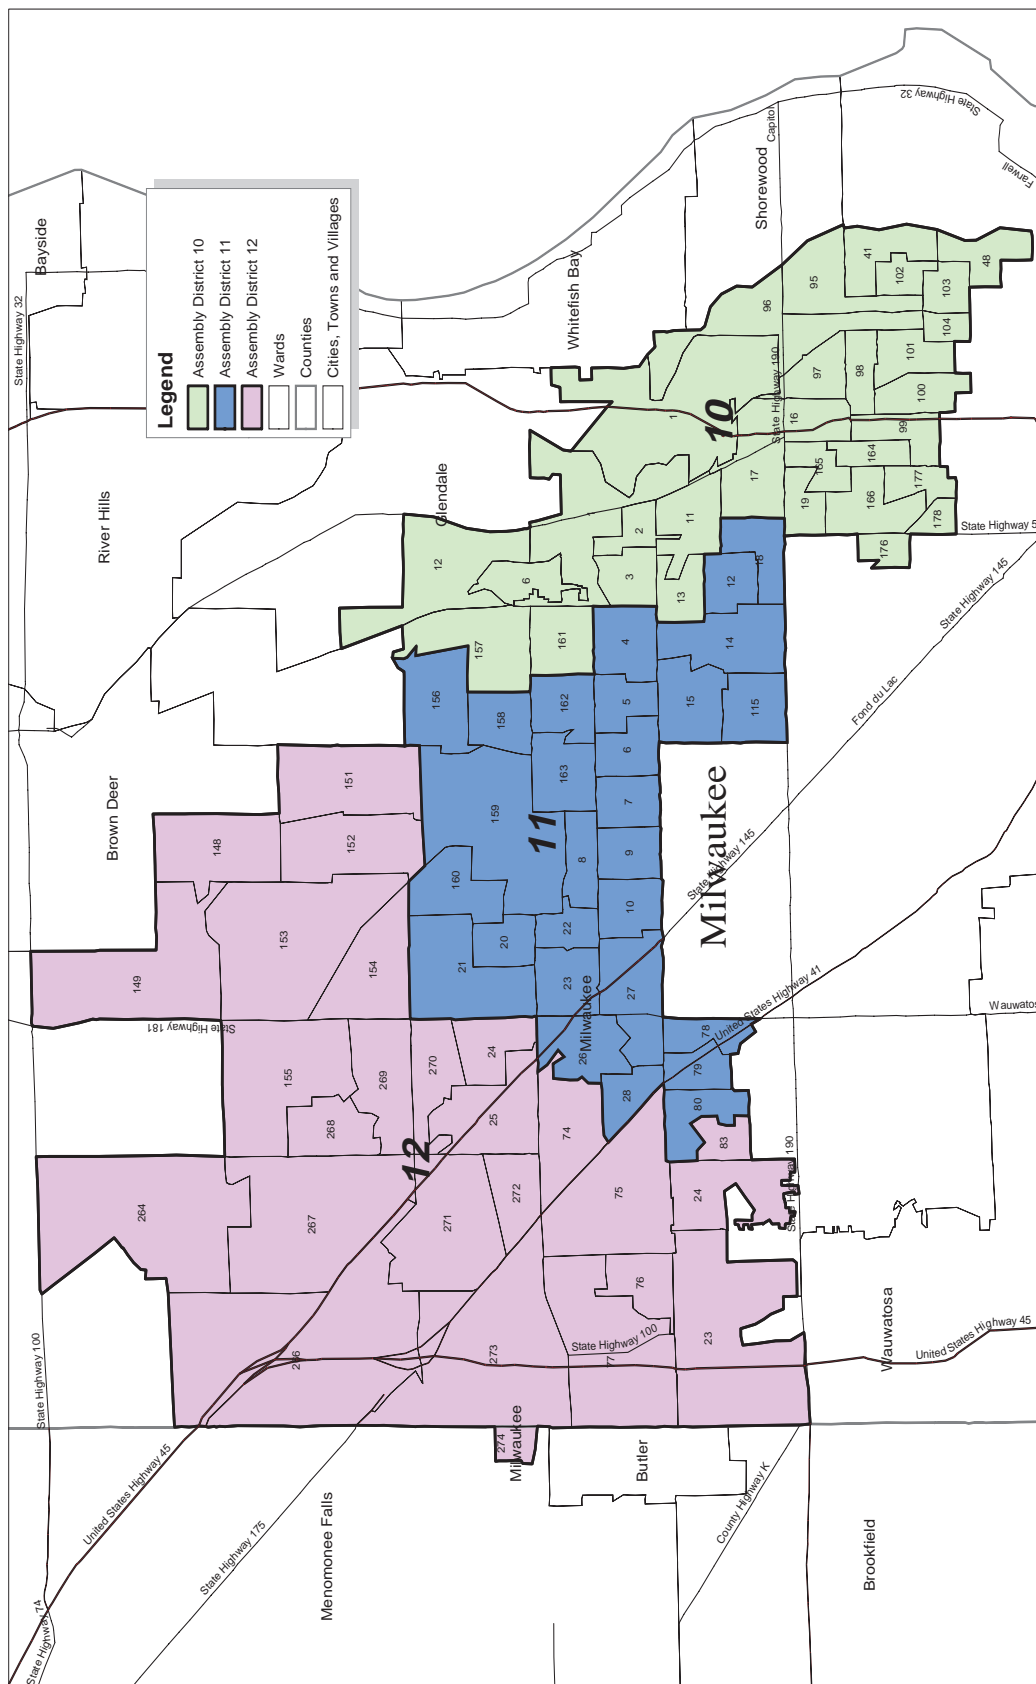 Legend
Assembly District 10
Assembly District 11
Assembly District 12
Wards
Counties
Cities, Towns and Villages
State Highway 32
Bayside
River Hills
Brown Deer
Glendale
Whitefish Bay
Shorewood
Capitol
State Highway 32
Farwell
State Highway 190
State Highway 5
State Highway 145
Fond du Lac
State Highway 145
Milwaukee
Milwaukee
Milwaukee
United States Highway 41
Wauwatos
State Highway 181
State Highway 190
State Highway 100
State Highway 100
Wauwatosa
United States Highway 45
United States Highway 45
State Highway 175
State Highway 74
Menomonee Falls
Butler
County Highway K
Brookfield
10
11
12
1
2
3
6
11
12
13
16
17
19
41
48
95
96
97
98
99
100
101
102
103
104
157
161
164
165
166
176
177
178
4
5
6
7
8
9
10
12
14
15
18
20
21
22
23
26
27
28
78
79
80
115
156
158
159
160
162
163
23
24
24
25
74
75
76
77
83
148
149
151
152
153
154
155
264
266
267
268
269
270
271
272
273
274